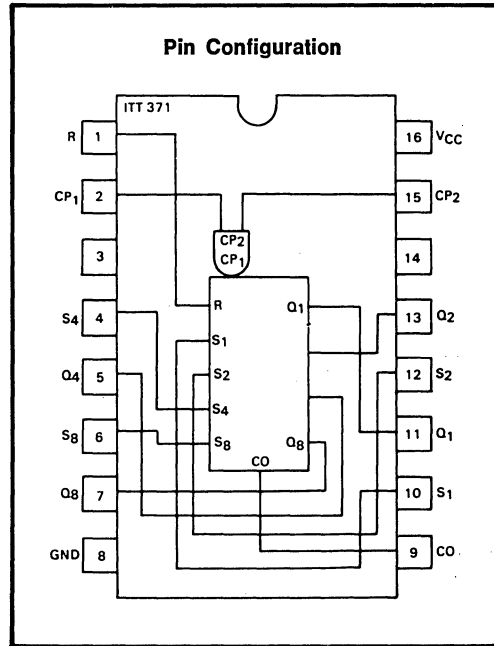 Pin Configuration
ITT 371
R 1
16 VCC
CP1 2
15 CP2
CP2
CP1
3
14
R
Q1
S4 4
13 Q2
S1
Q4 5
S2
12 S2
S4
S8 6
S8
Q8
11 Q1
CO
Q8 7
10 S1
GND 8
9 CO